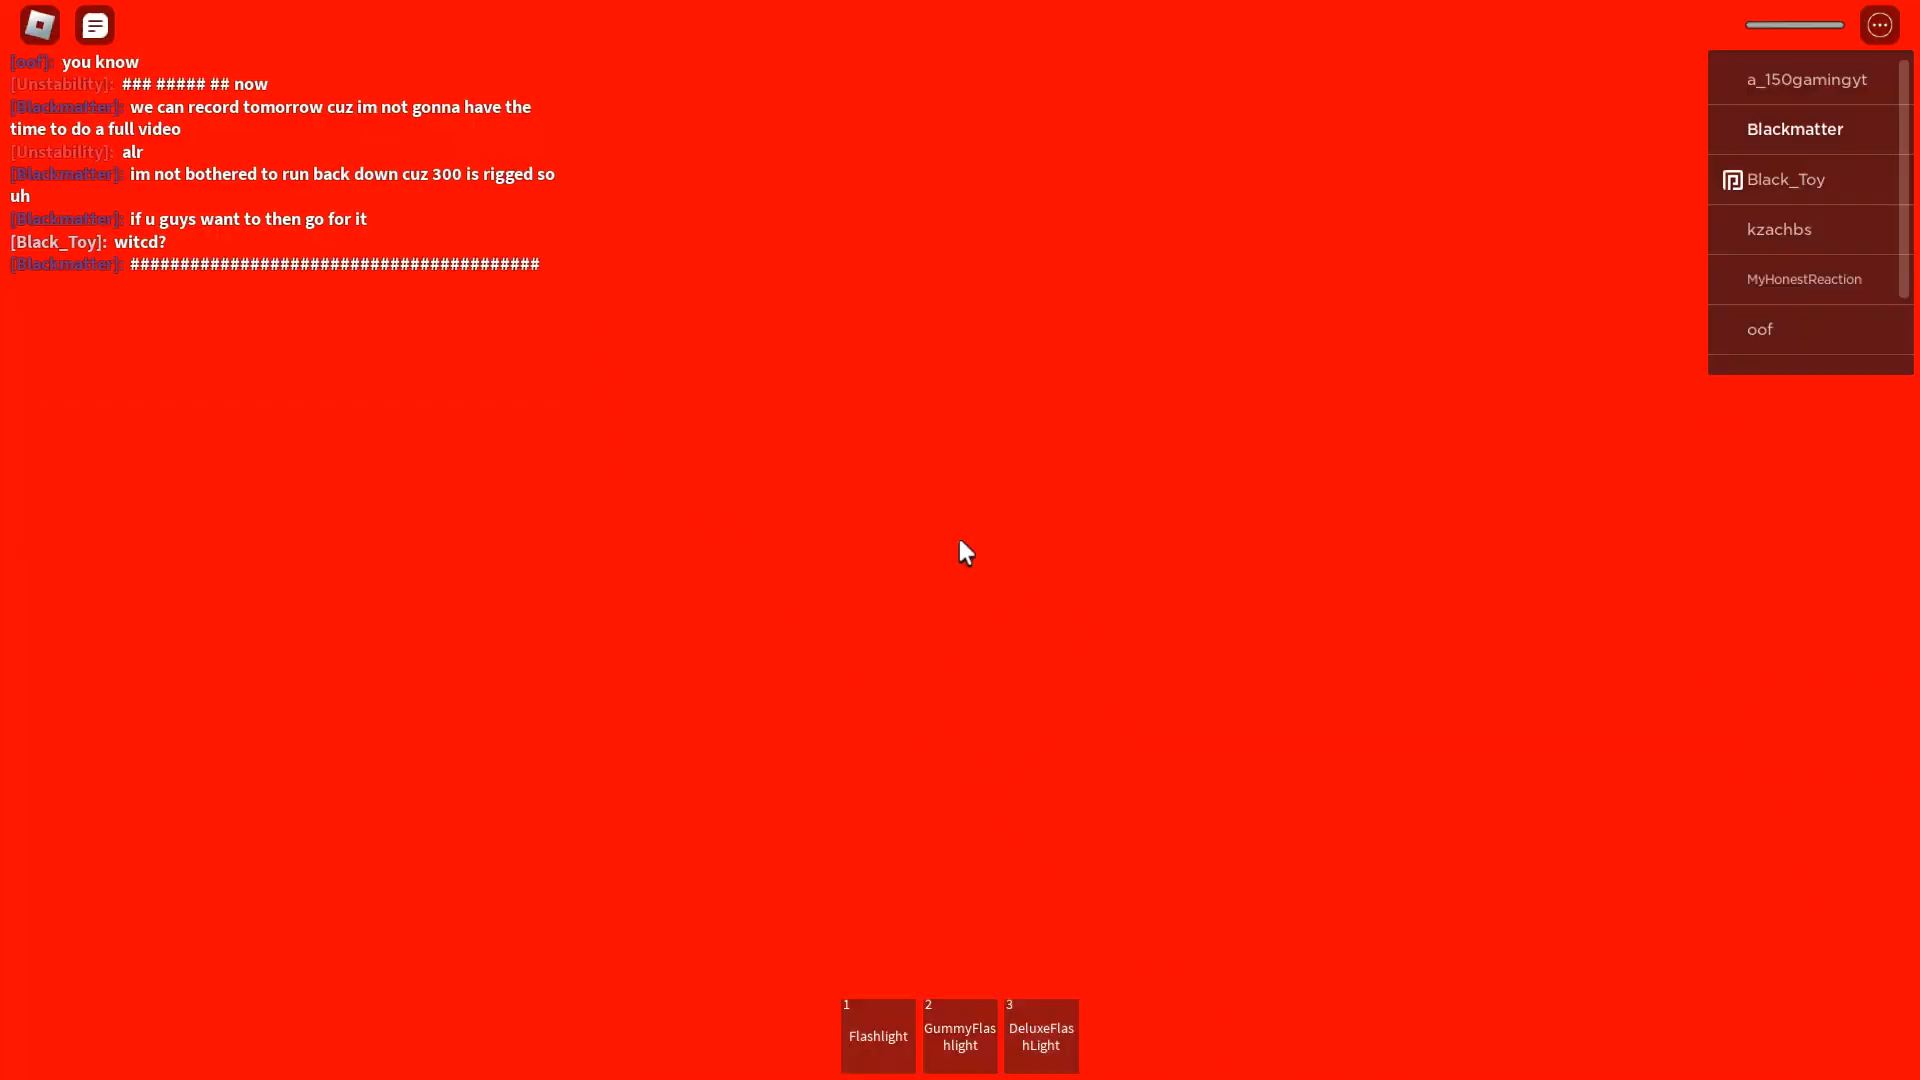 [oof]: you know
[Unstability]: ### ##### ## now
[Blackmatter]: we can record tomorrow cuz im not gonna have the
time to do a full video
[Unstability]: alr
[Blackmatter]: im not bothered to run back down cuz 300 is rigged so
uh
[Blackmatter]: if u guys want to then go for it
[Black_Toy]: witcd?
[Blackmatter]: #########################################
a_150gamingyt
Blackmatter
Black_Toy
kzachbs
MyHonestReaction
oof
1
Flashlight
2
GummyFlas
hlight
3
DeluxeFlas
hLight